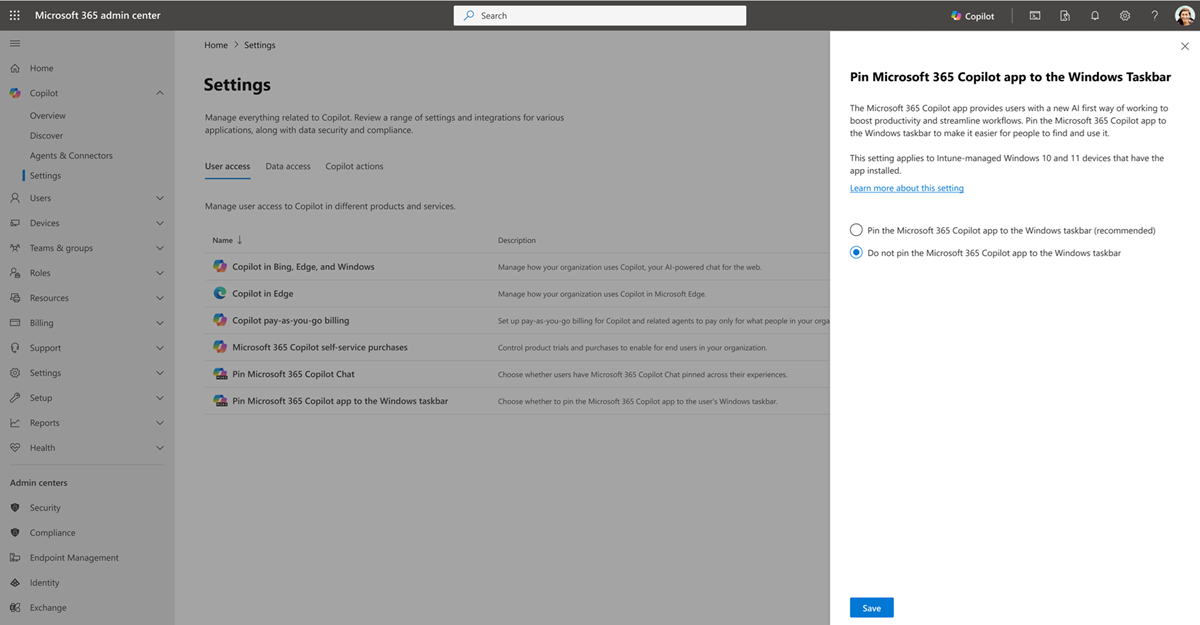 Microsoft 365 admin center
Search
Copilot
Home
Copilot
Overview
Discover
Agents & Connectors
Settings
Users
Devices
Teams & groups
Roles
Resources
Billing
Support
Settings
Setup
Reports
Health
Admin centers
Security
Compliance
Endpoint Management
Identity
Exchange
Home > Settings
Settings
Manage everything related to Copilot. Review a range of settings and integrations for various
applications, along with data security and compliance.
User access Data access Copilot actions
Manage user access to Copilot in different products and services.
Name ↓ Description
Copilot in Bing, Edge, and Windows Manage how your organization uses Copilot, your AI-powered chat for the web.
Copilot in Edge Manage how your organization uses Copilot in Microsoft Edge.
Copilot pay-as-you-go billing Set up pay-as-you-go billing for Copilot and related agents to pay only for what people in your orga
Microsoft 365 Copilot self-service purchases Control product trials and purchases to enable for end users in your organization.
Pin Microsoft 365 Copilot Chat Choose whether users have Microsoft 365 Copilot Chat pinned across their experiences.
Pin Microsoft 365 Copilot app to the Windows taskbar Choose whether to pin the Microsoft 365 Copilot app to the user's Windows taskbar.
Pin Microsoft 365 Copilot app to the Windows Taskbar
The Microsoft 365 Copilot app provides users with a new AI first way of working to
boost productivity and streamline workflows. Pin the Microsoft 365 Copilot app to
the Windows taskbar to make it easier for people to find and use it.
This setting applies to Intune-managed Windows 10 and 11 devices that have the
app installed.
Learn more about this setting
Pin the Microsoft 365 Copilot app to the Windows taskbar (recommended)
Do not pin the Microsoft 365 Copilot app to the Windows taskbar
Save